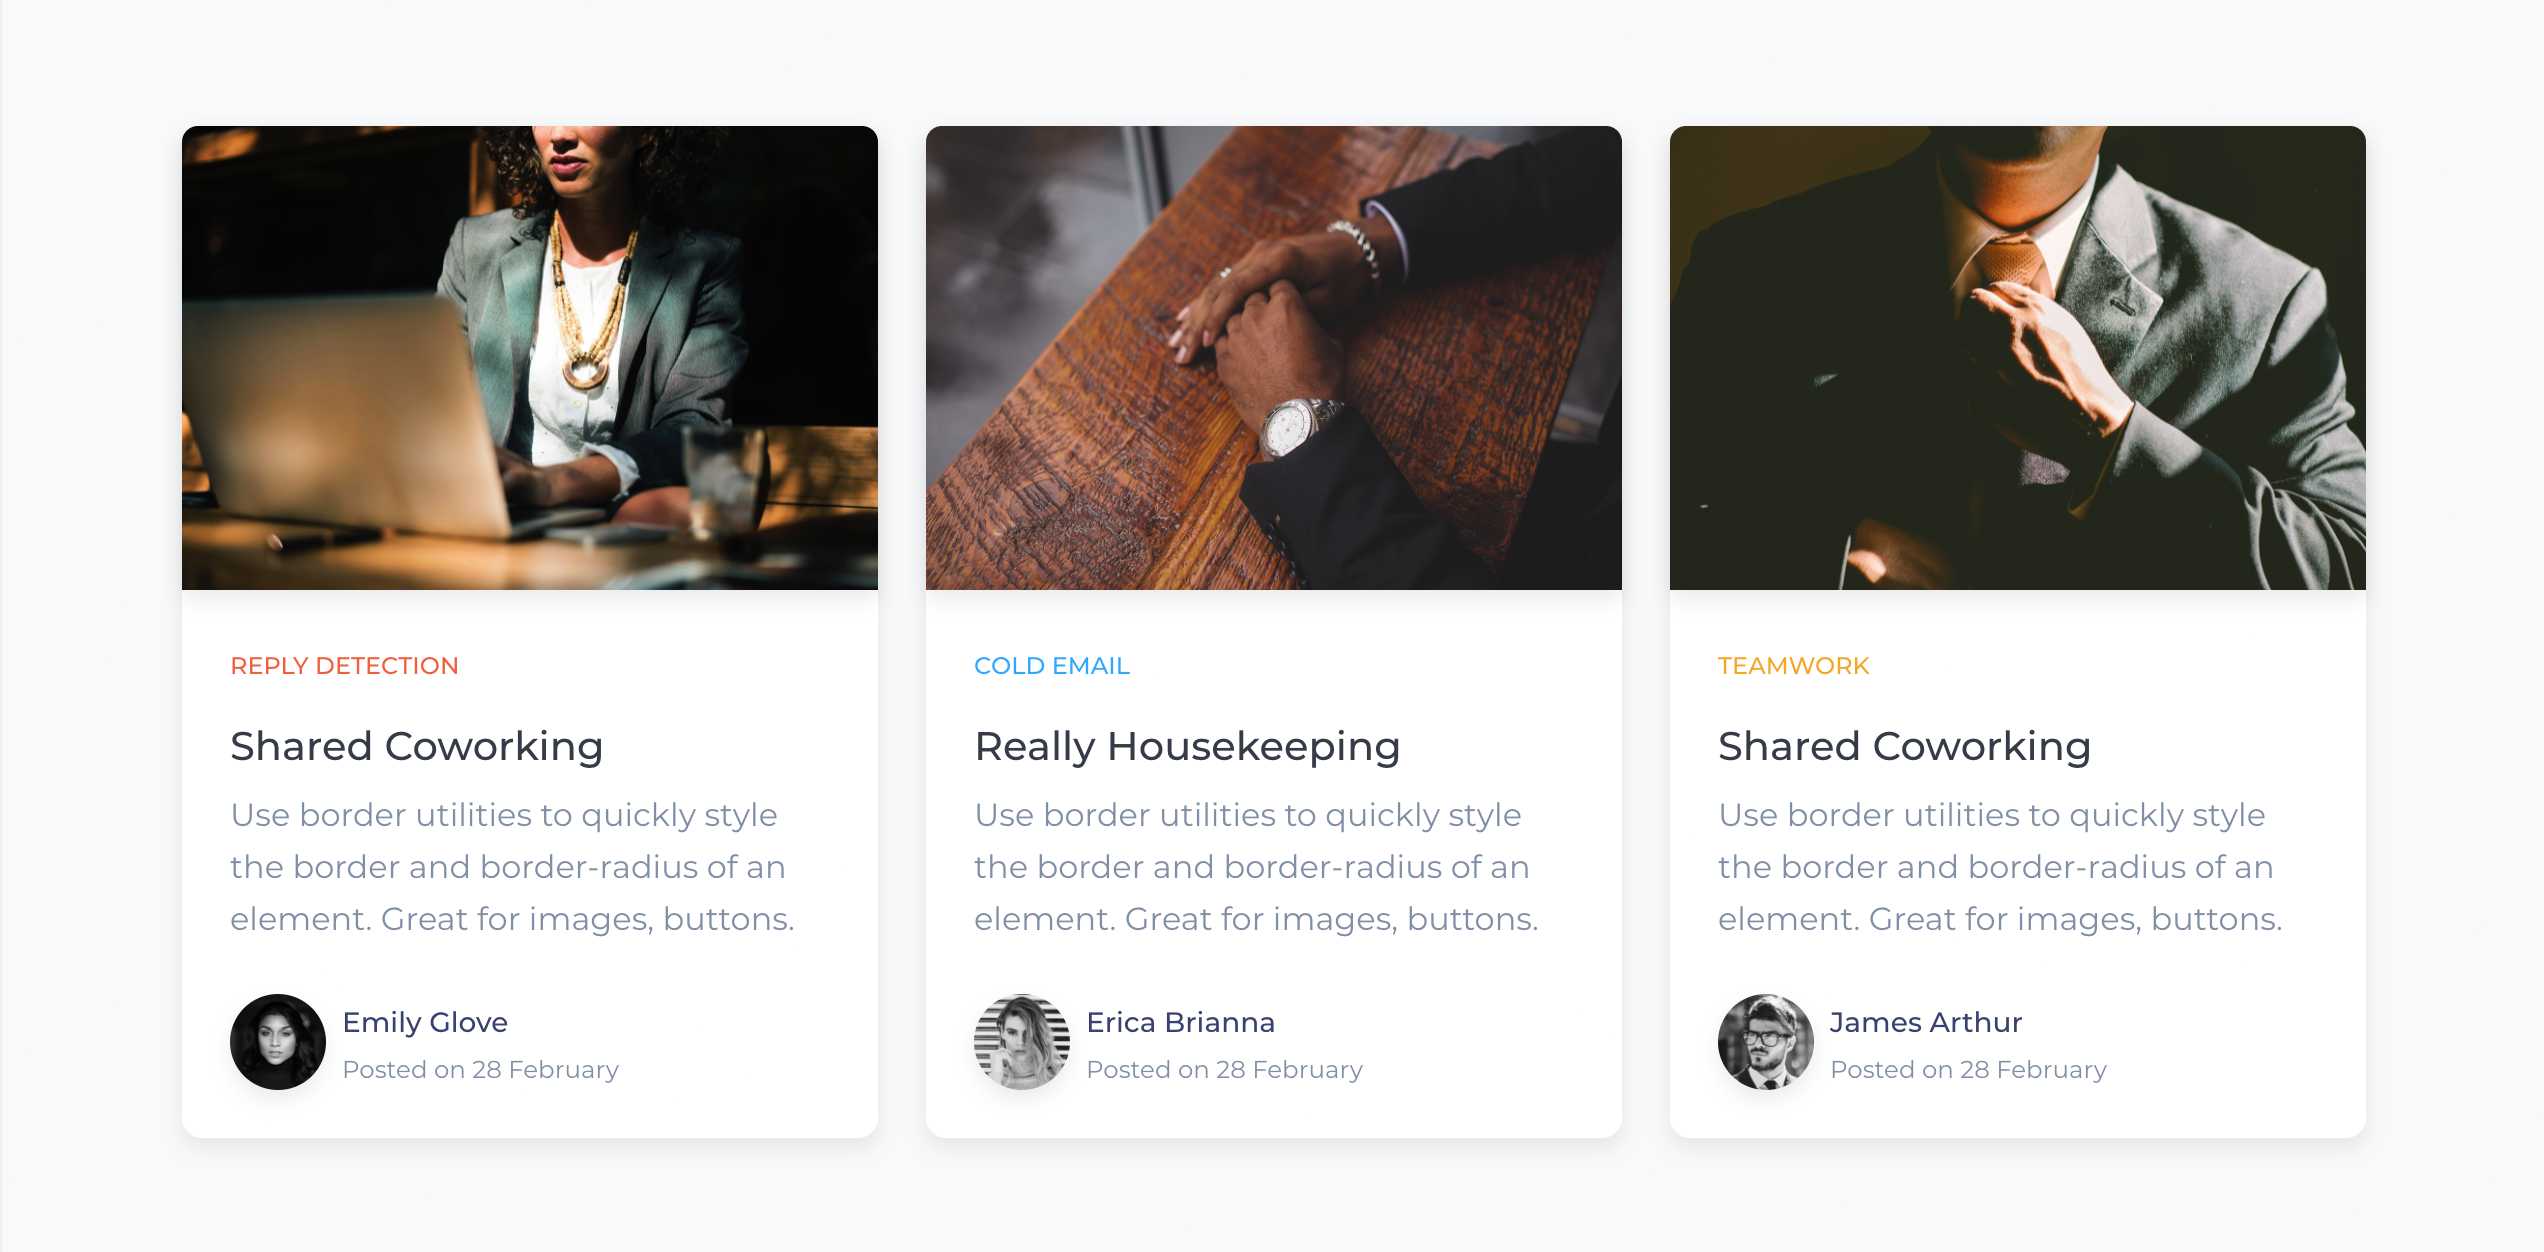 REPLY DETECTION
Shared Coworking
Use border utilities to quickly style
the border and border-radius of an
element. Great for images, buttons.
Emily Glove
Posted on 28 February
COLD EMAIL
Really Housekeeping
Use border utilities to quickly style
the border and border-radius of an
element. Great for images, buttons.
Erica Brianna
Posted on 28 February
TEAMWORK
Shared Coworking
Use border utilities to quickly style
the border and border-radius of an
element. Great for images, buttons.
James Arthur
Posted on 28 February